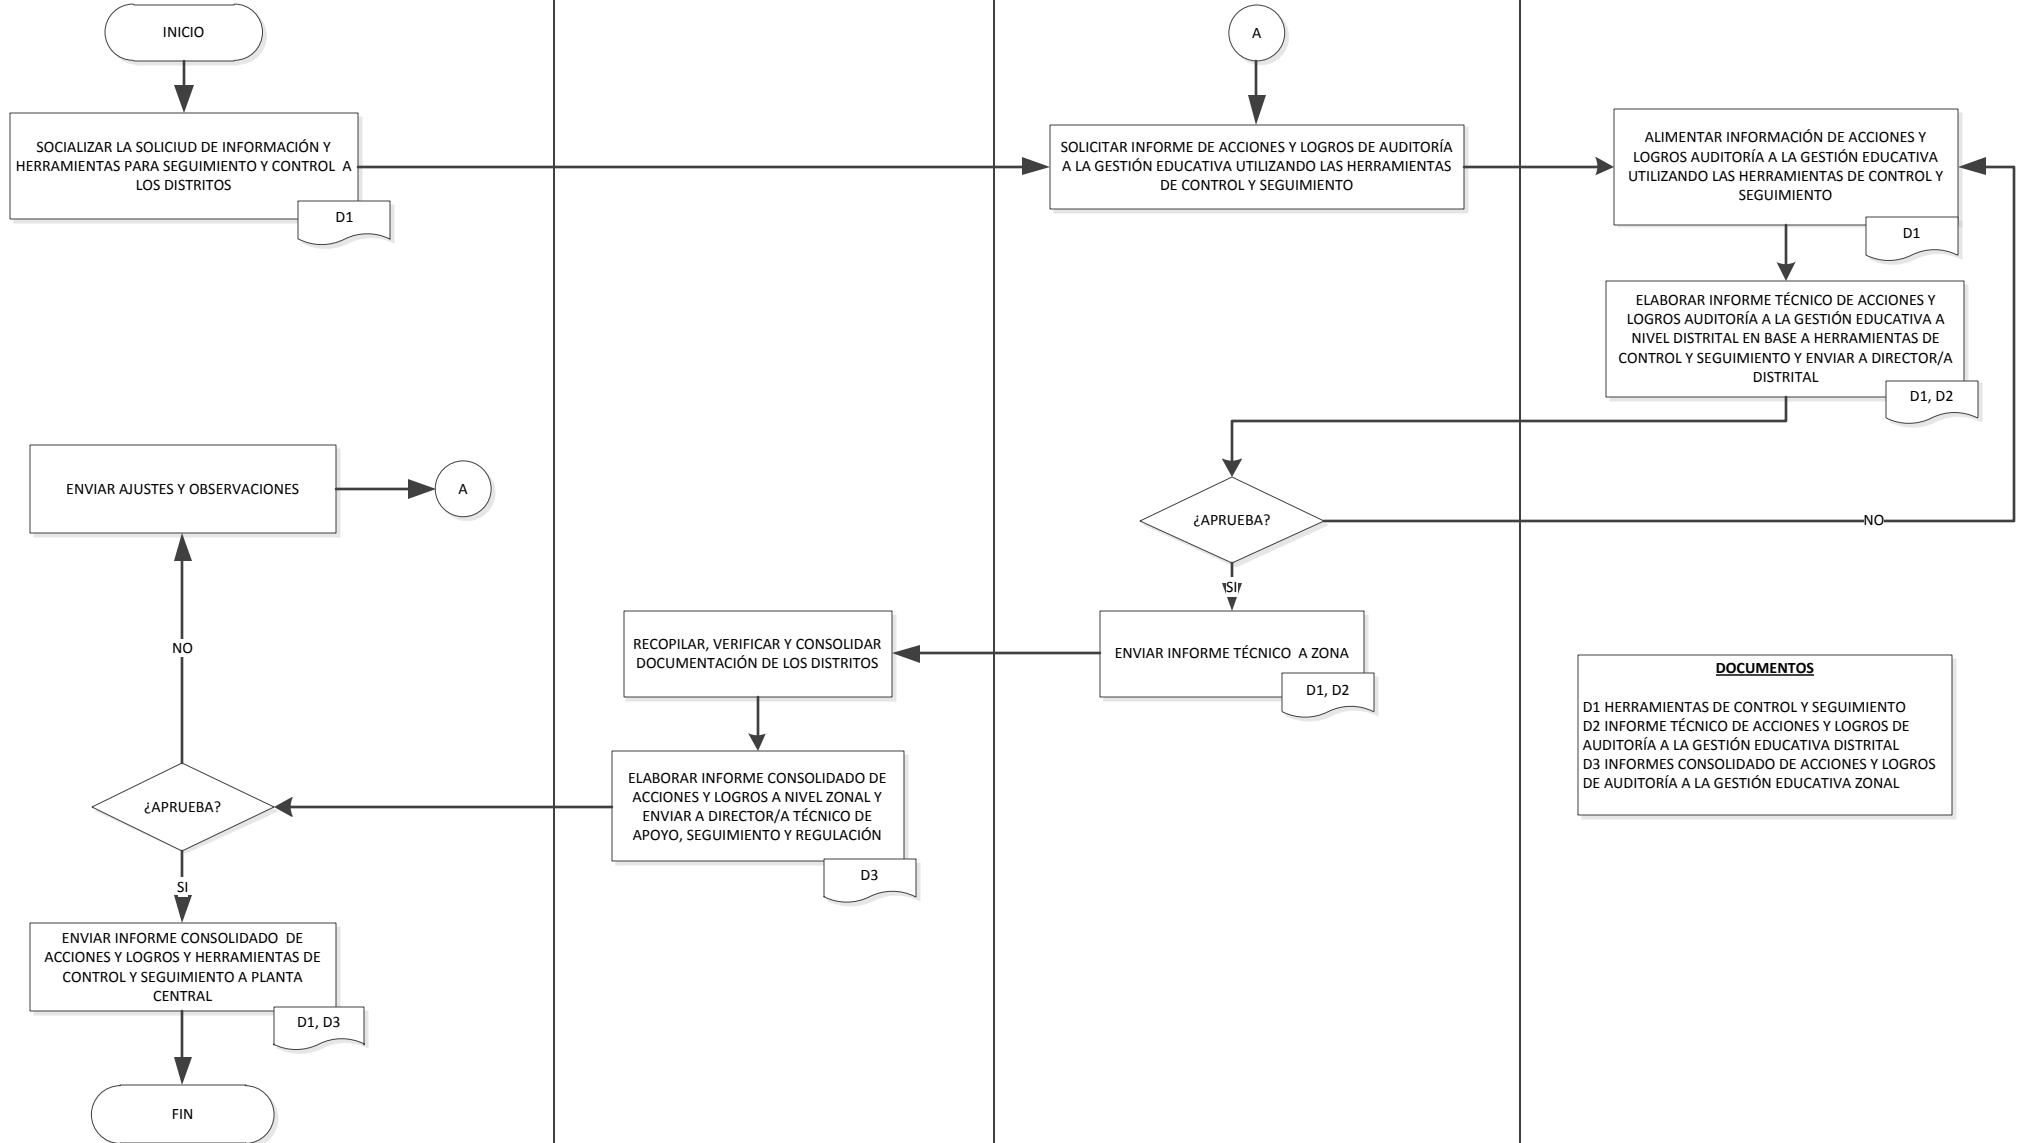 INICIO
SOCIALIZAR LA SOLICIUD DE INFORMACIÓN Y
HERRAMIENTAS PARA SEGUIMIENTO Y CONTROL A
LOS DISTRITOS
D1
A
SOLICITAR INFORME DE ACCIONES Y LOGROS DE AUDITORÍA
A LA GESTIÓN EDUCATIVA UTILIZANDO LAS HERRAMIENTAS
DE CONTROL Y SEGUIMIENTO
ALIMENTAR INFORMACIÓN DE ACCIONES Y
LOGROS AUDITORÍA A LA GESTIÓN EDUCATIVA
UTILIZANDO LAS HERRAMIENTAS DE CONTROL Y
SEGUIMIENTO
D1
ELABORAR INFORME TÉCNICO DE ACCIONES Y
LOGROS AUDITORÍA A LA GESTIÓN EDUCATIVA A
NIVEL DISTRITAL EN BASE A HERRAMIENTAS DE
CONTROL Y SEGUIMIENTO Y ENVIAR A DIRECTOR/A
DISTRITAL
D1, D2
ENVIAR AJUSTES Y OBSERVACIONES
A
¿APRUEBA?
NO
SI
ENVIAR INFORME TÉCNICO A ZONA
D1, D2
RECOPILAR, VERIFICAR Y CONSOLIDAR
DOCUMENTACIÓN DE LOS DISTRITOS
ELABORAR INFORME CONSOLIDADO DE
ACCIONES Y LOGROS A NIVEL ZONAL Y
ENVIAR A DIRECTOR/A TÉCNICO DE
APOYO, SEGUIMIENTO Y REGULACIÓN
D3
NO
¿APRUEBA?
SI
ENVIAR INFORME CONSOLIDADO DE
ACCIONES Y LOGROS Y HERRAMIENTAS DE
CONTROL Y SEGUIMIENTO A PLANTA
CENTRAL
D1, D3
FIN
DOCUMENTOS
D1 HERRAMIENTAS DE CONTROL Y SEGUIMIENTO
D2 INFORME TÉCNICO DE ACCIONES Y LOGROS DE
AUDITORÍA A LA GESTIÓN EDUCATIVA DISTRITAL
D3 INFORMES CONSOLIDADO DE ACCIONES Y LOGROS
DE AUDITORÍA A LA GESTIÓN EDUCATIVA ZONAL